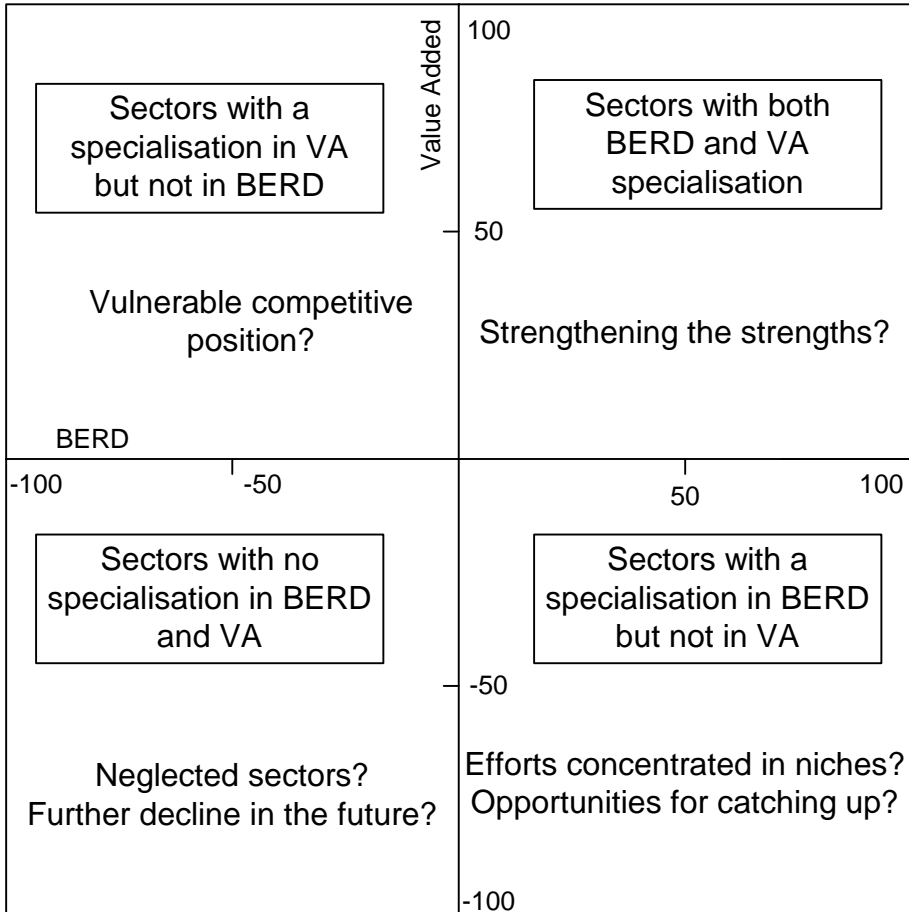 Value Added
100
Sectors with a
specialisation in VA
but not in BERD
Sectors with both
BERD and VA
specialisation
50
Vulnerable competitive
position?
Strengthening the strengths?
BERD
-100
-50
50
100
Sectors with no
specialisation in BERD
and VA
Sectors with a
specialisation in BERD
but not in VA
-50
Neglected sectors?
Further decline in the future?
Efforts concentrated in niches?
Opportunities for catching up?
-100